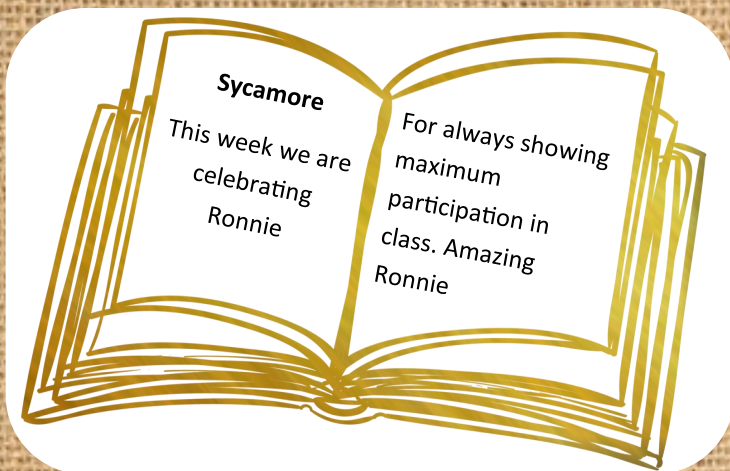 Sycamore
This week we are
celebrating
Ronnie
For always showing
maximum
participation in
class. Amazing
Ronnie